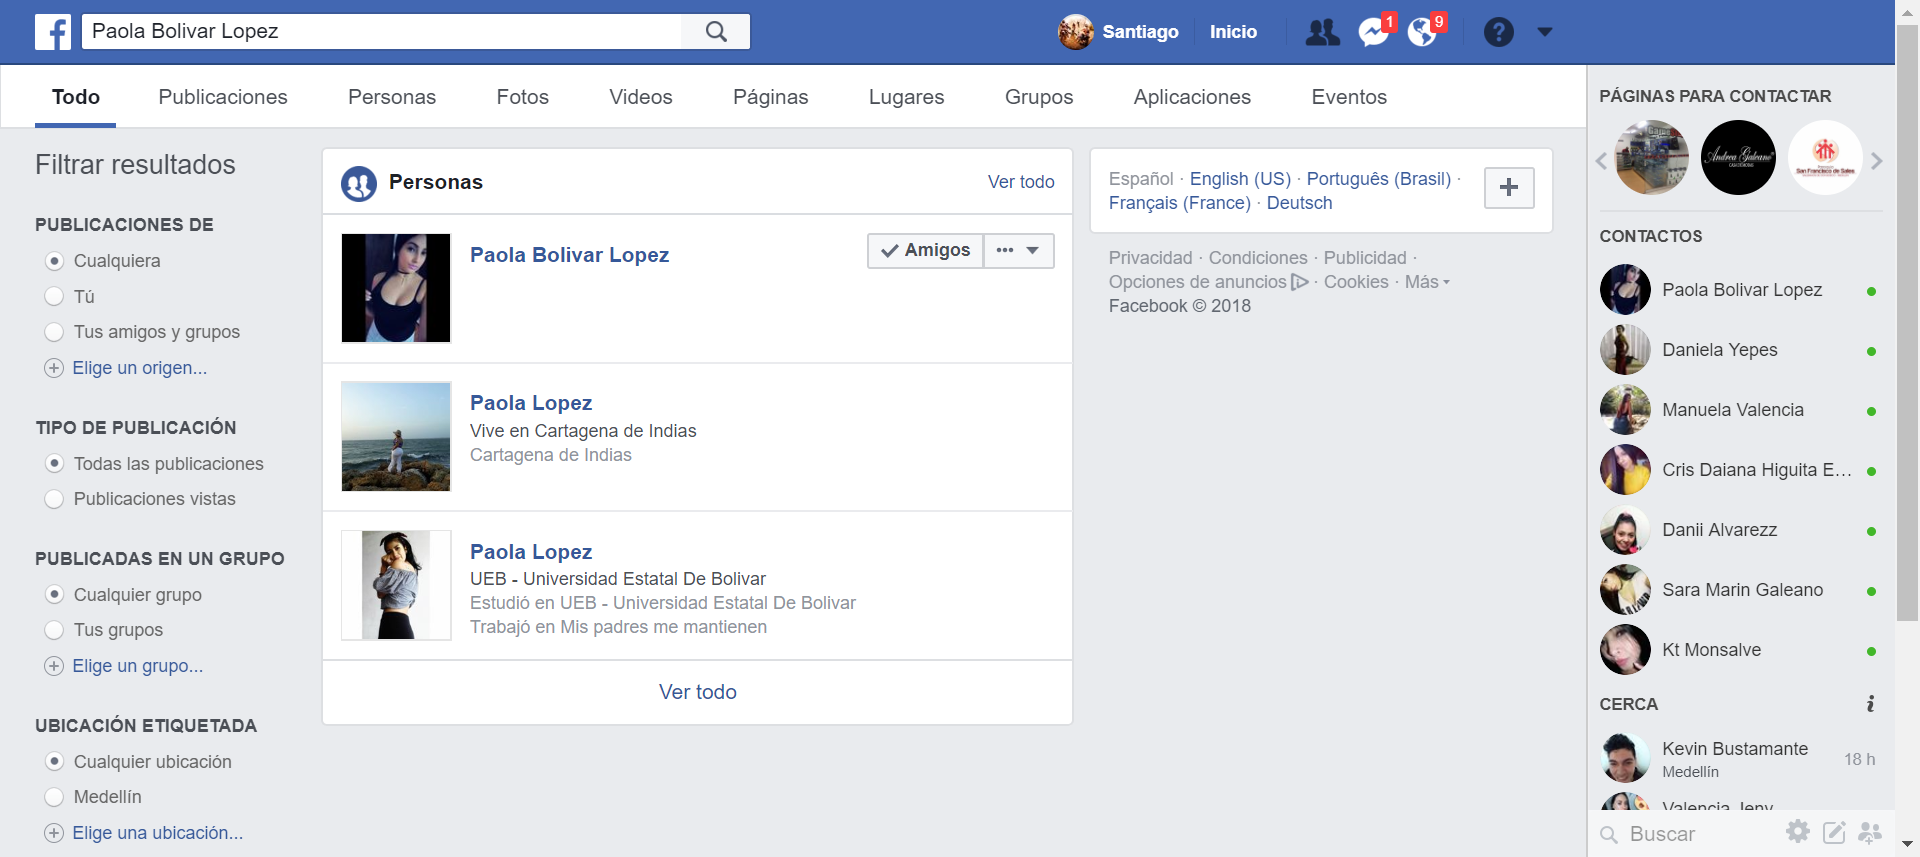 Paola Bolivar Lopez
Santiago
Inicio
1
9
Todo
Publicaciones
Personas
Fotos
Videos
Páginas
Lugares
Grupos
Aplicaciones
Eventos
Filtrar resultados
PUBLICACIONES DE
Cualquiera
Tú
Tus amigos y grupos
Elige un origen...
TIPO DE PUBLICACIÓN
Todas las publicaciones
Publicaciones vistas
PUBLICADAS EN UN GRUPO
Cualquier grupo
Tus grupos
Elige un grupo...
UBICACIÓN ETIQUETADA
Cualquier ubicación
Medellín
Elige una ubicación...
Personas
Ver todo
Paola Bolivar Lopez
Amigos
Paola Lopez
Vive en Cartagena de Indias
Cartagena de Indias
Paola Lopez
UEB - Universidad Estatal De Bolivar
Estudió en UEB - Universidad Estatal De Bolivar
Trabajó en Mis padres me mantienen
Ver todo
Español · English (US) · Português (Brasil) ·
Français (France) · Deutsch
Privacidad · Condiciones · Publicidad ·
Opciones de anuncios · Cookies · Más
Facebook © 2018
PÁGINAS PARA CONTACTAR
Andrea Galeano
San Francisco de Sales
CONTACTOS
Paola Bolivar Lopez
Daniela Yepes
Manuela Valencia
Cris Daiana Higuita E...
Danii Alvarezz
Sara Marin Galeano
Kt Monsalve
CERCA
Kevin Bustamante
Medellín
18 h
Valencia Jeny
Buscar